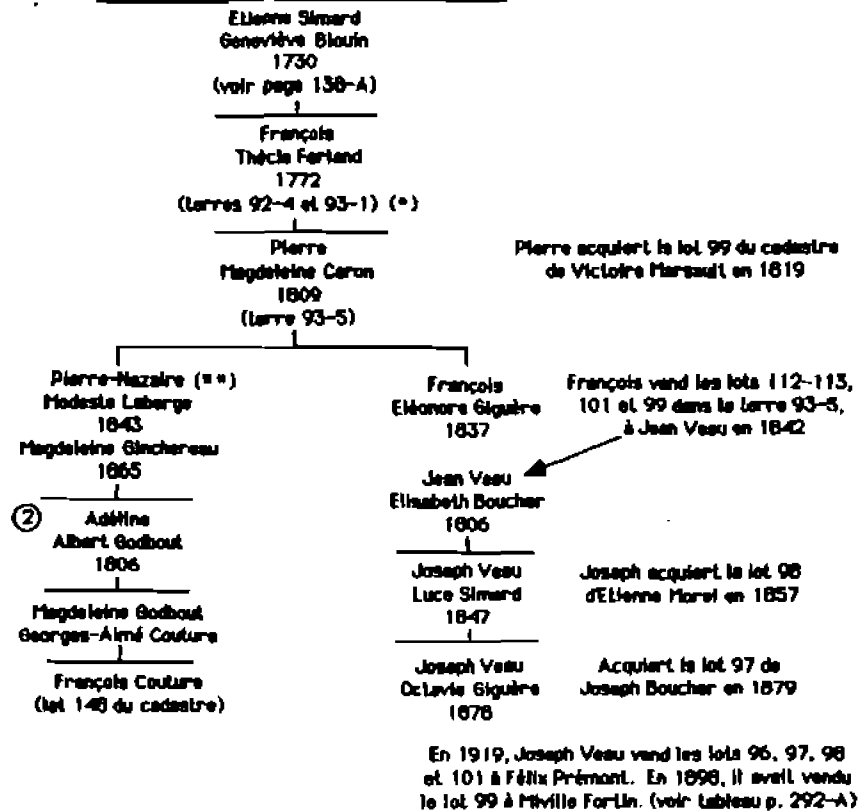 Etienne Simard
Geneviève Blouin
1730
(voir page 138-A)
François
Thécle Ferland
1772
(terres 92-4 et 93-1) (*)
Pierre
Magdeleine Caron
1809
(terre 93-5)
Pierre acquiert le lot 99 du cadastre
de Victoire Marsault en 1819
Pierre-Nazaire (**)
Modeste Laberge
1843
Magdeleine Ginchereau
1865
François
Eléonore Giguère
1837
François vend les lots 112-113,
101 et 99 dans la terre 93-5,
à Jean Veau en 1842
Jean Veau
Elisabeth Boucher
1806
② Adéline
Albert Godbout
1806
Joseph Veau
Luce Simard
1847
Joseph acquiert le lot 98
d'Etienne Morel en 1857
Magdeleine Godbout
Georges-Aimé Couture
François Couture
(lot 148 du cadastre)
Joseph Veau
Octavie Giguère
1878
Acquiert le lot 97 de
Joseph Boucher en 1879
En 1919, Joseph Veau vend les lots 96, 97, 98
et 101 à Félix Prémont. En 1898, il avait vendu
le lot 99 à Miville Fortin. (voir tableau p. 292-A)